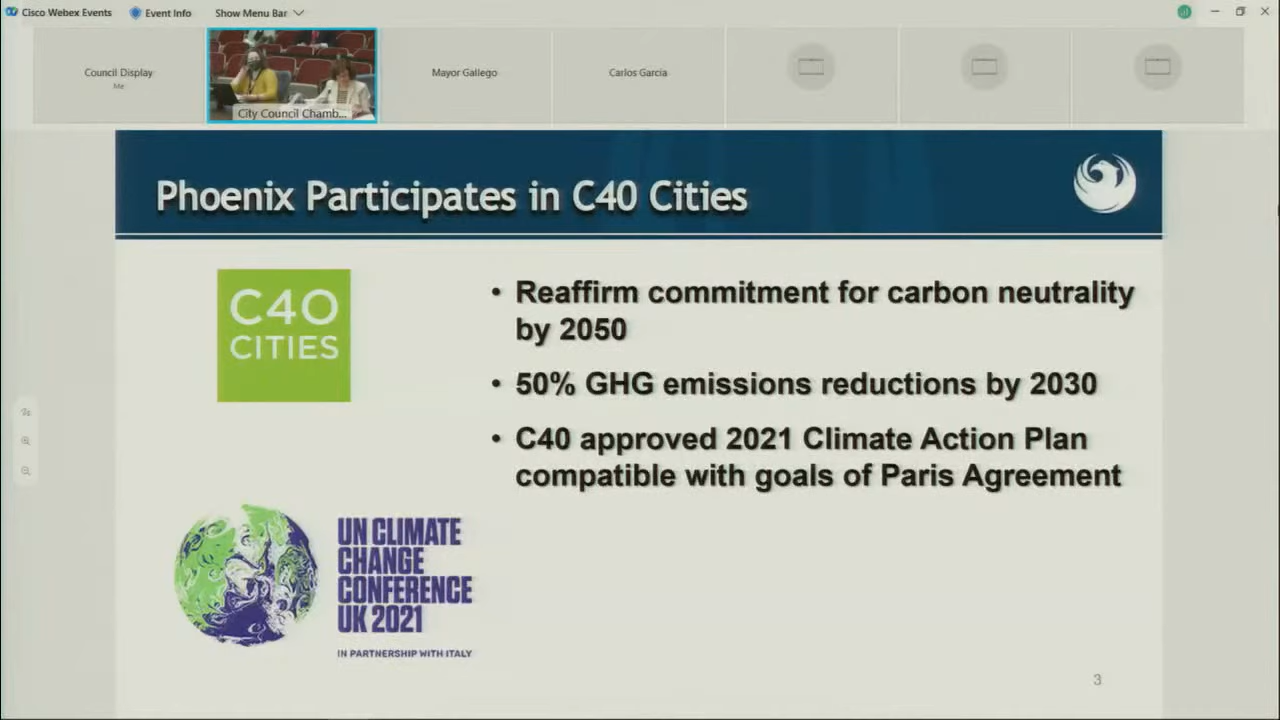 Cisco Webex Events
Event Info
Show Menu Bar
Council Display
Me
City Council Chamb...
Mayor Gallego
Carlos Garcia
Phoenix Participates in C40 Cities
C40
CITIES
• Reaffirm commitment for carbon neutrality
by 2050
• 50% GHG emissions reductions by 2030
• C40 approved 2021 Climate Action Plan
compatible with goals of Paris Agreement
UN CLIMATE
CHANGE
CONFERENCE
UK 2021
IN PARTNERSHIP WITH ITALY
3